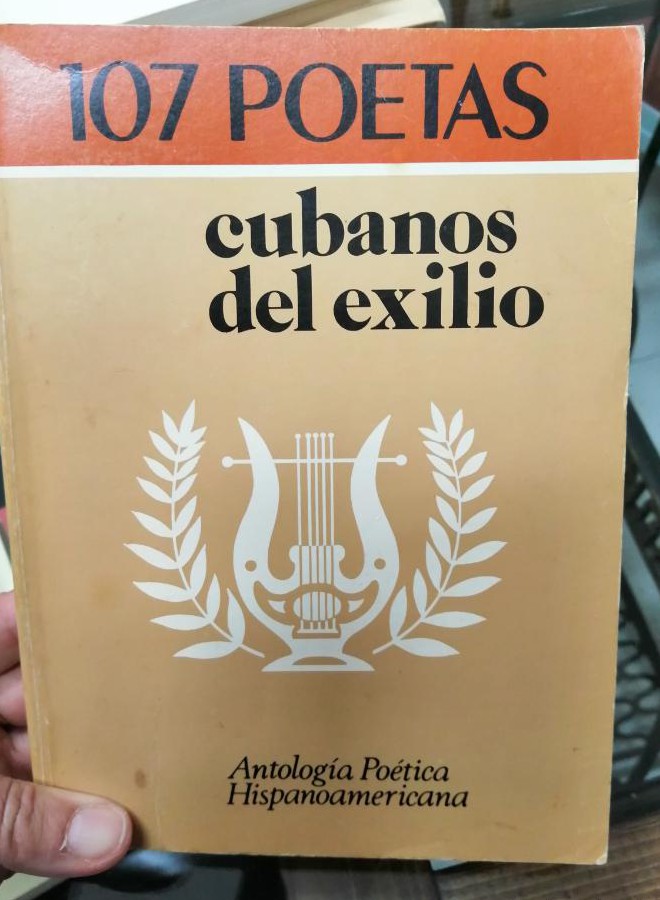 107 POETAS
cubanos
del exilio
Antología Poética
Hispanoamericana